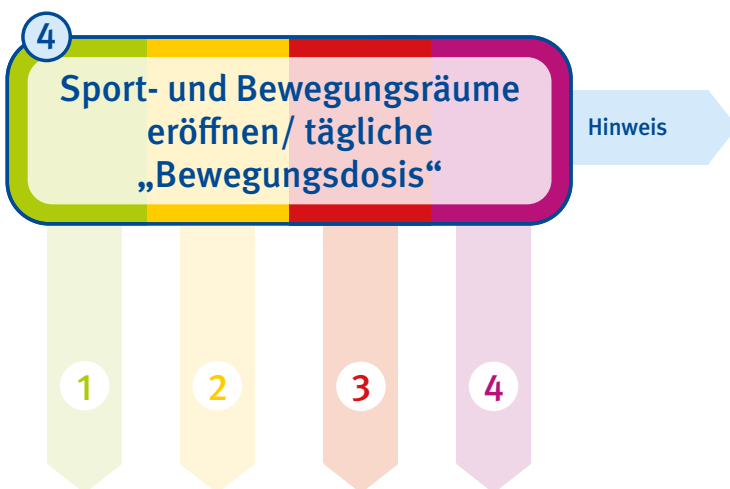 4
Sport- und Bewegungsräume
eröffnen/ tägliche
„Bewegungsdosis“
Hinweis
1
2
3
4